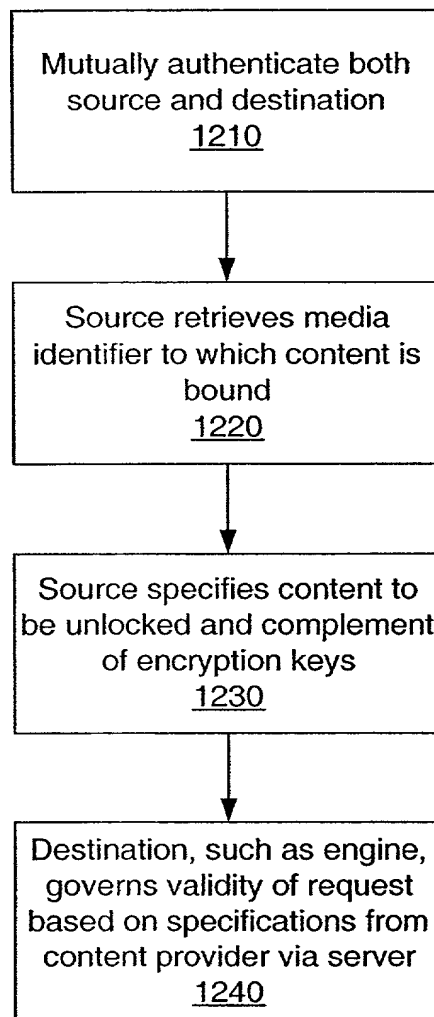 Mutually authenticate both
source and destination
1210
Source retrieves media
identifier to which content is
bound
1220
Source specifies content to
be unlocked and complement
of encryption keys
1230
Destination, such as engine,
governs validity of request
based on specifications from
content provider via server
1240